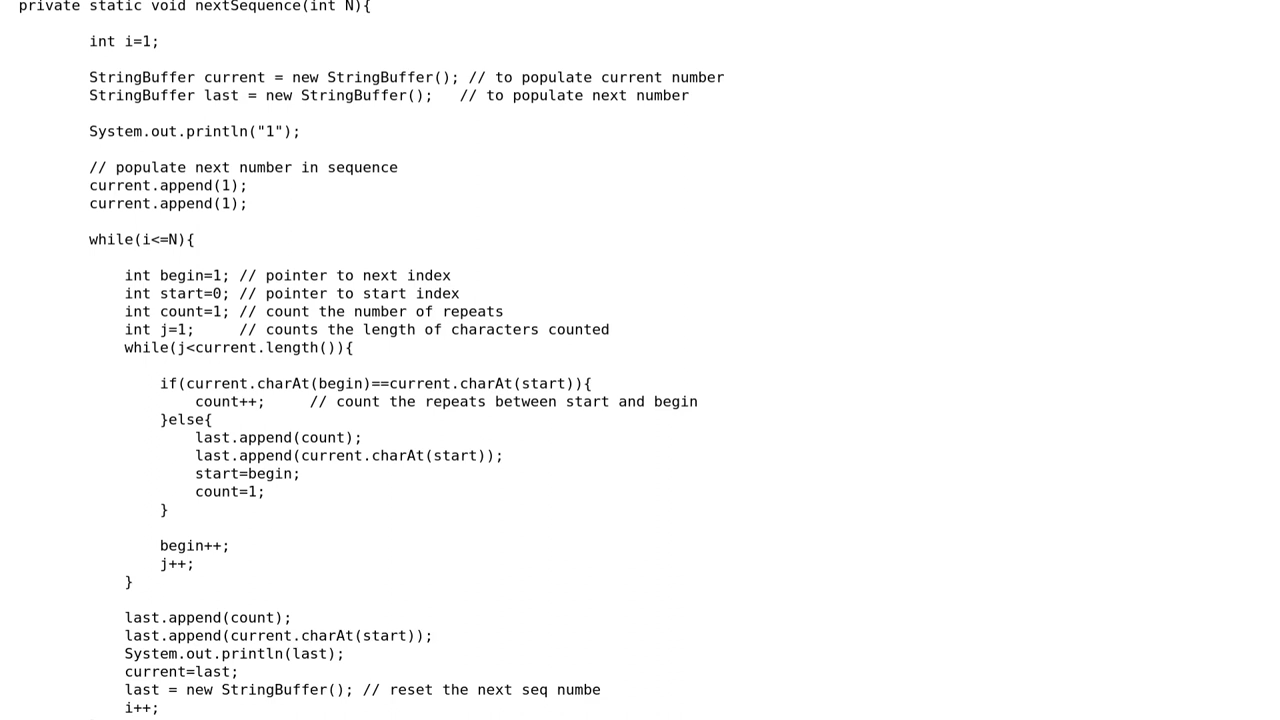 private static void nextSequence(int N){
int i=1;
StringBuffer current = new StringBuffer(); // to populate current number
StringBuffer last = new StringBuffer();   // to populate next number
System.out.println("1");
// populate next number in sequence
current.append(1);
current.append(1);
while(i<=N){
int begin=1; // pointer to next index
int start=0; // pointer to start index
int count=1; // count the number of repeats
int j=1;     // counts the length of characters counted
while(j<current.length()){
if(current.charAt(begin)==current.charAt(start)){
count++;     // count the repeats between start and begin
}else{
last.append(count);
last.append(current.charAt(start));
start=begin;
count=1;
}
begin++;
j++;
}
last.append(count);
last.append(current.charAt(start));
System.out.println(last);
current=last;
last = new StringBuffer(); // reset the next seq numbe
i++;